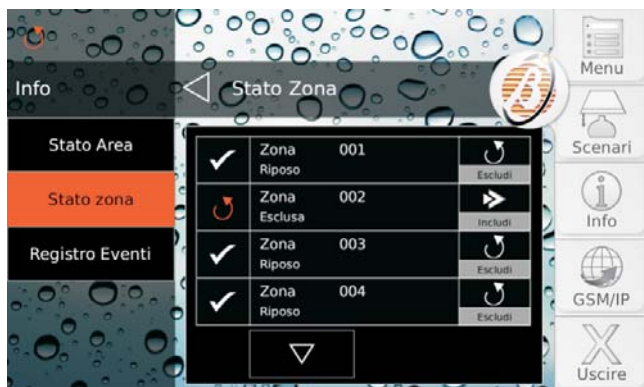 Info
Stato Zona
Stato Area
Stato zona
Registro Eventi
Zona 001
Riposo
Escludi
Zona 002
Esclusa
Includi
Zona 003
Riposo
Escludi
Zona 004
Riposo
Escludi
Menu
Scenari
Info
GSM/IP
Uscire